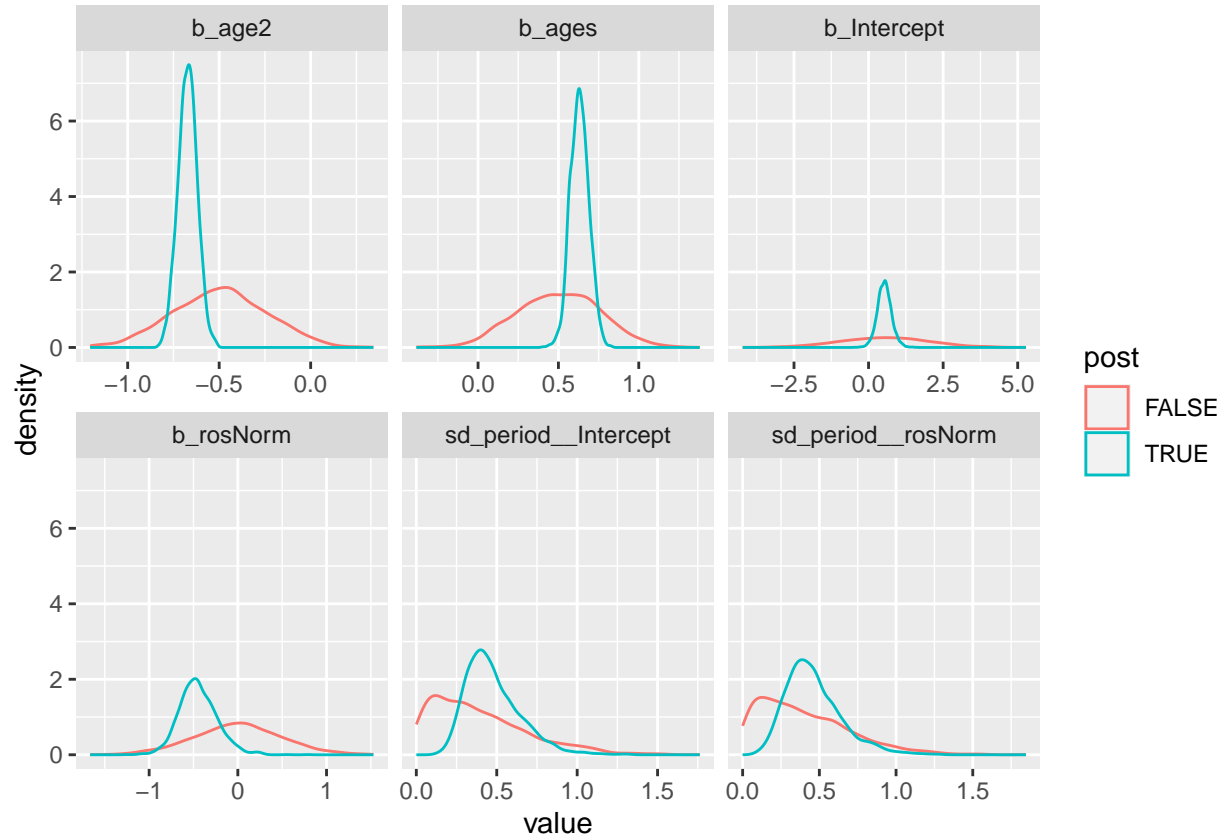 b_age2
b_ages
b_Intercept
6
4
2
0
−1.0 −0.5 0.0
0.0 0.5 1.0
−2.5 0.0 2.5 5.0
b_rosNorm
sd_period__Intercept
sd_period__rosNorm
6
4
2
0
−1 0 1
0.0 0.5 1.0 1.5
0.0 0.5 1.0 1.5
value
density
post
FALSE
TRUE